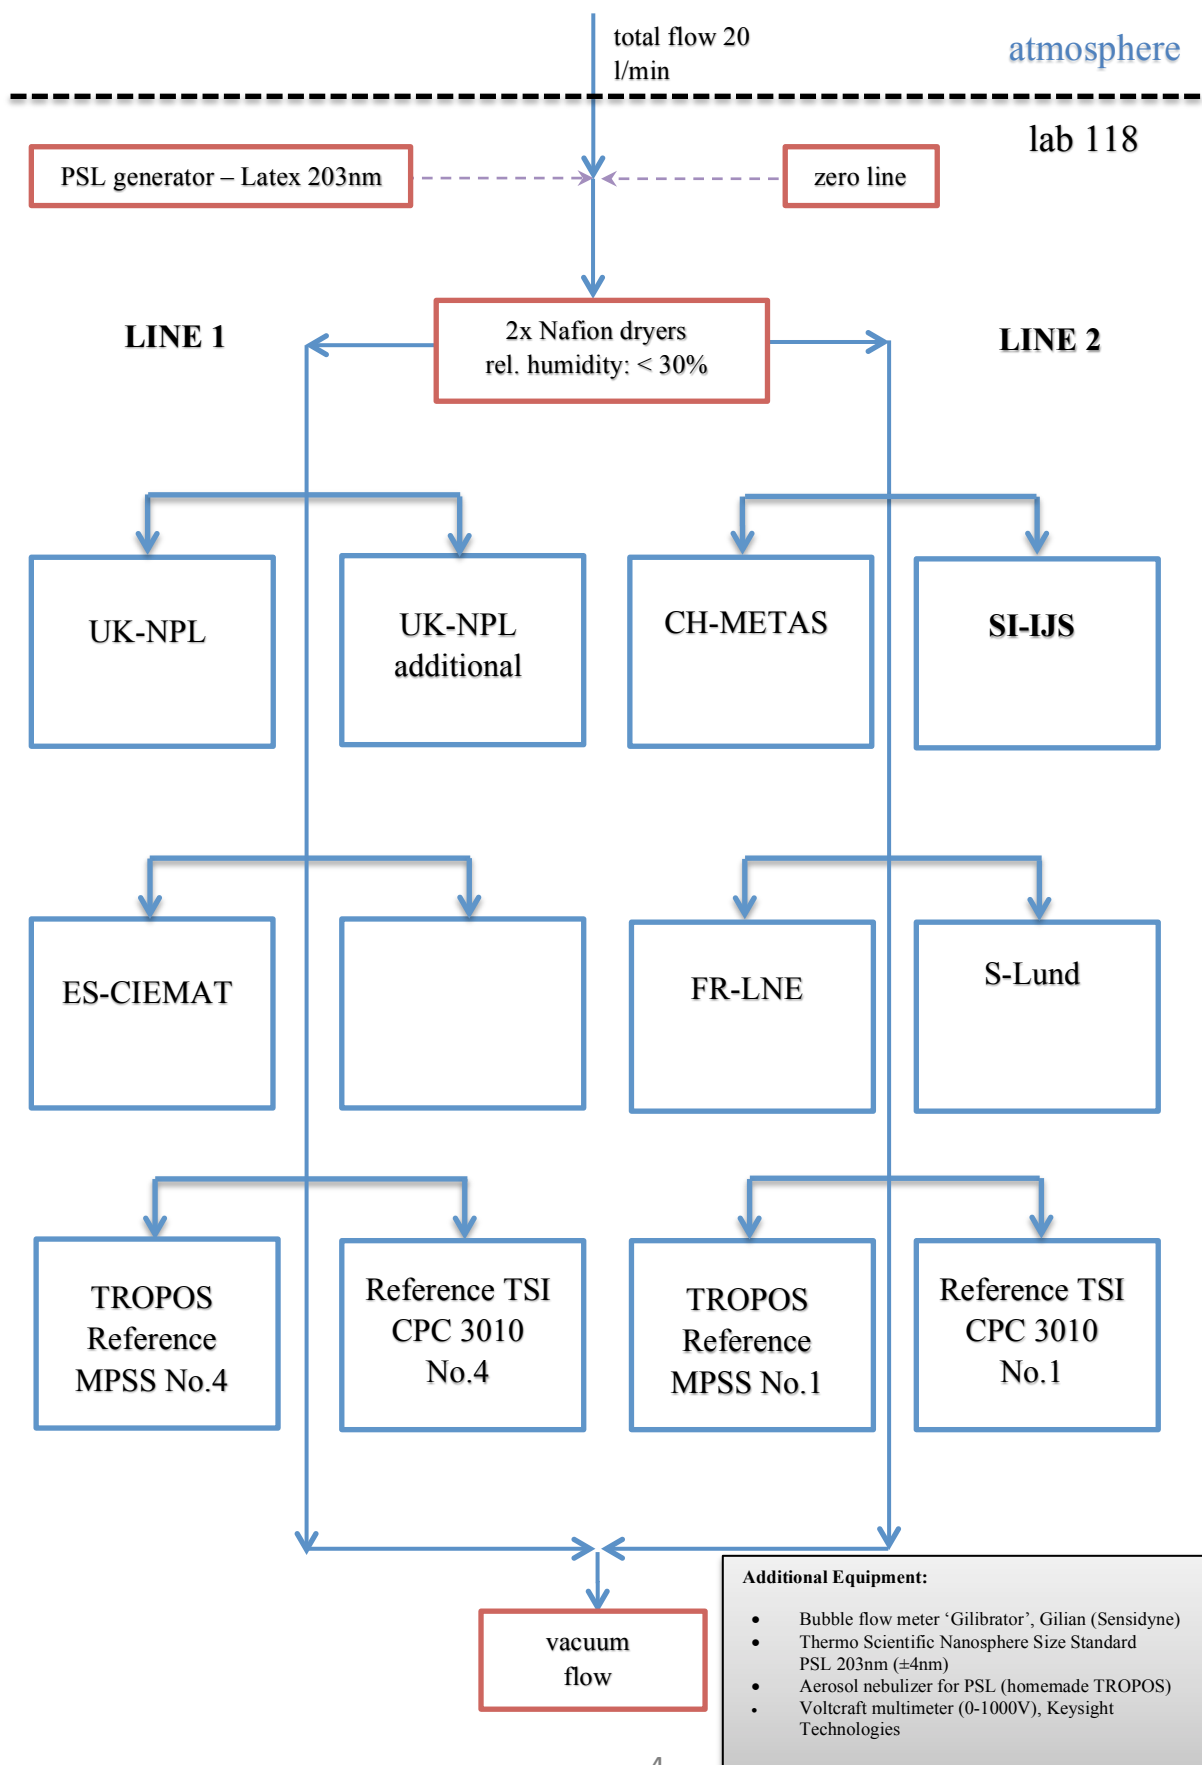 total flow 20
l/min
atmosphere
lab 118
PSL generator – Latex 203nm
zero line
LINE 1
2x Nafion dryers
rel. humidity: < 30%
LINE 2
UK-NPL
UK-NPL
additional
CH-METAS
SI-IJS
ES-CIEMAT
FR-LNE
S-Lund
TROPOS
Reference
MPSS No.4
Reference TSI
CPC 3010
No.4
TROPOS
Reference
MPSS No.1
Reference TSI
CPC 3010
No.1
vacuum
flow
Additional Equipment:
• Bubble flow meter ‘Gilibrator’, Gilian (Sensidyne)
• Thermo Scientific Nanosphere Size Standard
PSL 203nm (±4nm)
• Aerosol nebulizer for PSL (homemade TROPOS)
• Voltcraft multimeter (0-1000V), Keysight
Technologies
4